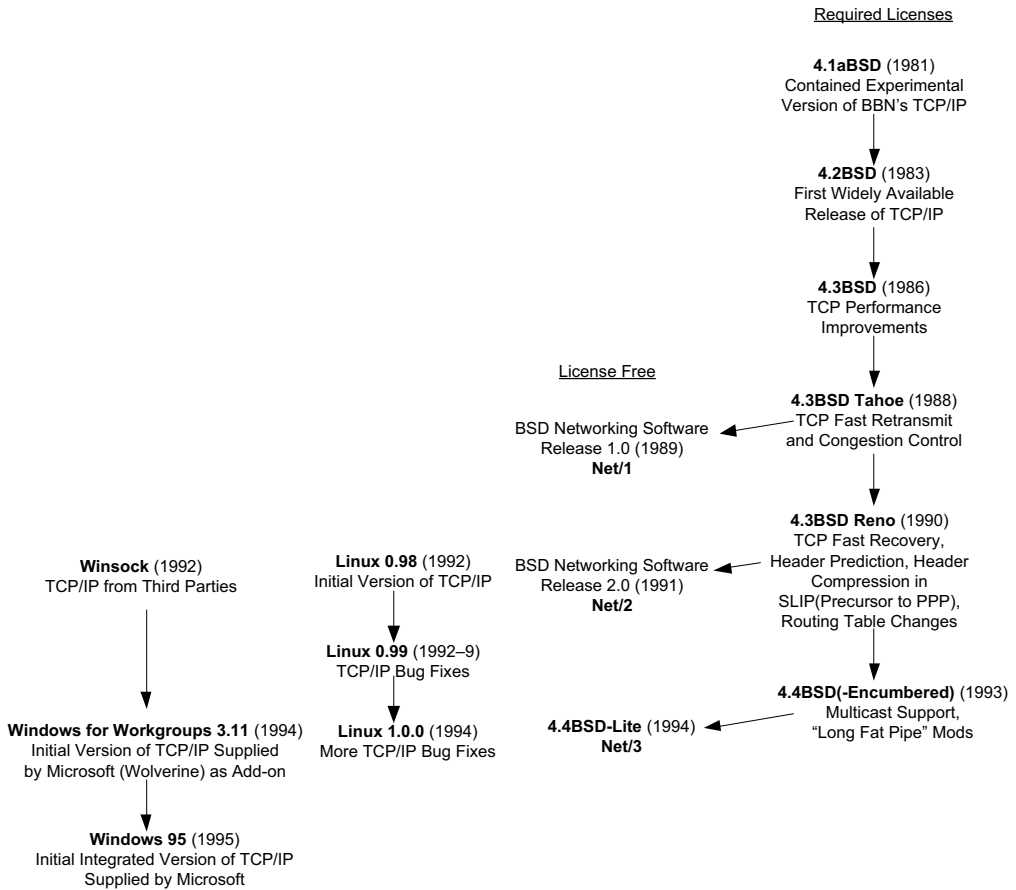 Required Licenses
4.1aBSD (1981)
Contained Experimental
Version of BBN's TCP/IP
4.2BSD (1983)
First Widely Available
Release of TCP/IP
4.3BSD (1986)
TCP Performance
Improvements
License Free
4.3BSD Tahoe (1988)
TCP Fast Retransmit
and Congestion Control
BSD Networking Software
Release 1.0 (1989)
Net/1
4.3BSD Reno (1990)
TCP Fast Recovery,
Header Prediction, Header
Compression in
SLIP(Precursor to PPP),
Routing Table Changes
BSD Networking Software
Release 2.0 (1991)
Net/2
4.4BSD(-Encumbered) (1993)
Multicast Support,
“Long Fat Pipe” Mods
4.4BSD-Lite (1994)
Net/3
Linux 0.98 (1992)
Initial Version of TCP/IP
Linux 0.99 (1992–9)
TCP/IP Bug Fixes
Linux 1.0.0 (1994)
More TCP/IP Bug Fixes
Winsock (1992)
TCP/IP from Third Parties
Windows for Workgroups 3.11 (1994)
Initial Version of TCP/IP Supplied
by Microsoft (Wolverine) as Add-on
Windows 95 (1995)
Initial Integrated Version of TCP/IP
Supplied by Microsoft